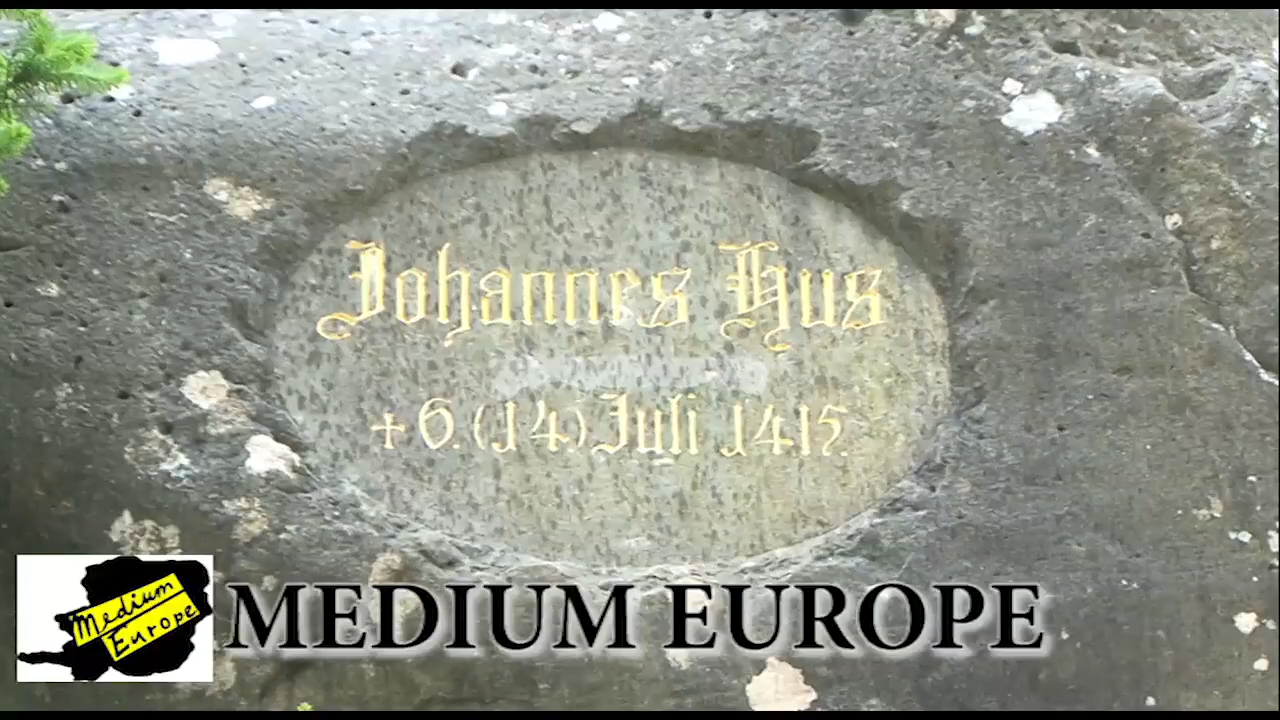 Johannes Hus
+ 6. (14.) Juli 1415.
Medium
Europe
MEDIUM EUROPE